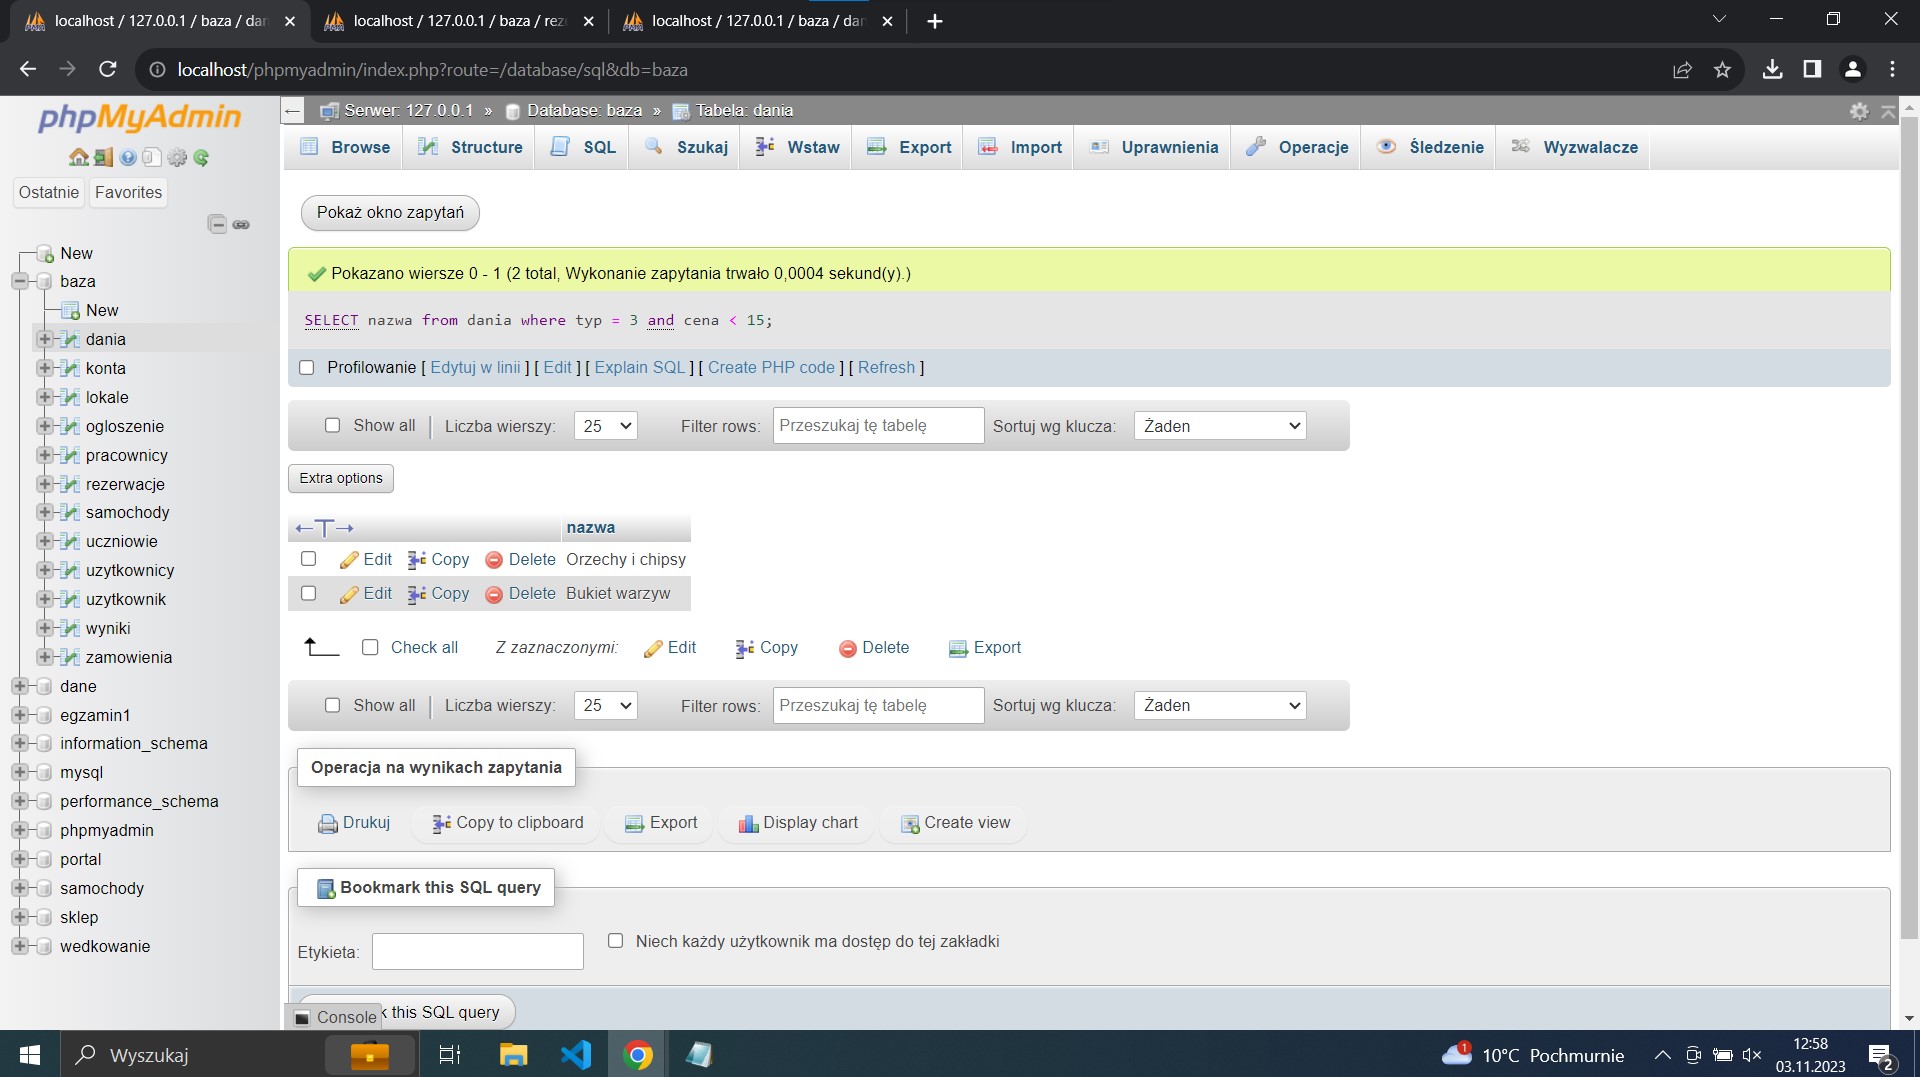 localhost / 127.0.0.1 / baza / dan
localhost / 127.0.0.1 / baza / reze
localhost / 127.0.0.1 / baza / dan
localhost/phpmyadmin/index.php?route=/database/sql&db=baza
phpMyAdmin
Ostatnie Favorites
New
baza
New
dania
konta
lokale
ogloszenie
pracownicy
rezerwacje
samochody
uczniowie
uzytkownicy
uzytkownik
wyniki
zamowienia
dane
egzamin1
information_schema
mysql
performance_schema
phpmyadmin
portal
samochody
sklep
wedkowanie
Serwer: 127.0.0.1 » Database: baza » Tabela: dania
Browse Structure SQL Szukaj Wstaw Export Import Uprawnienia Operacje Śledzenie Wyzwalacze
Pokaż okno zapytań
Pokazano wiersze 0 - 1 (2 total, Wykonanie zapytania trwało 0,0004 sekund(y).)
SELECT nazwa from dania where typ = 3 and cena < 15;
Profilowanie [ Edytuj w linii ] [ Edit ] [ Explain SQL ] [ Create PHP code ] [ Refresh ]
Show all Liczba wierszy: 25 Filter rows: Przeszukaj tę tabelę Sortuj wg klucza: Żaden
Extra options
←T→ nazwa
Edit Copy Delete Orzechy i chipsy
Edit Copy Delete Bukiet warzyw
Check all Z zaznaczonymi: Edit Copy Delete Export
Show all Liczba wierszy: 25 Filter rows: Przeszukaj tę tabelę Sortuj wg klucza: Żaden
Operacja na wynikach zapytania
Drukuj Copy to clipboard Export Display chart Create view
Bookmark this SQL query
Etykieta: Niech każdy użytkownik ma dostęp do tej zakładki
Console k this SQL query
Wyszukaj
1 10°C Pochmurnie
12:58
03.11.2023
2